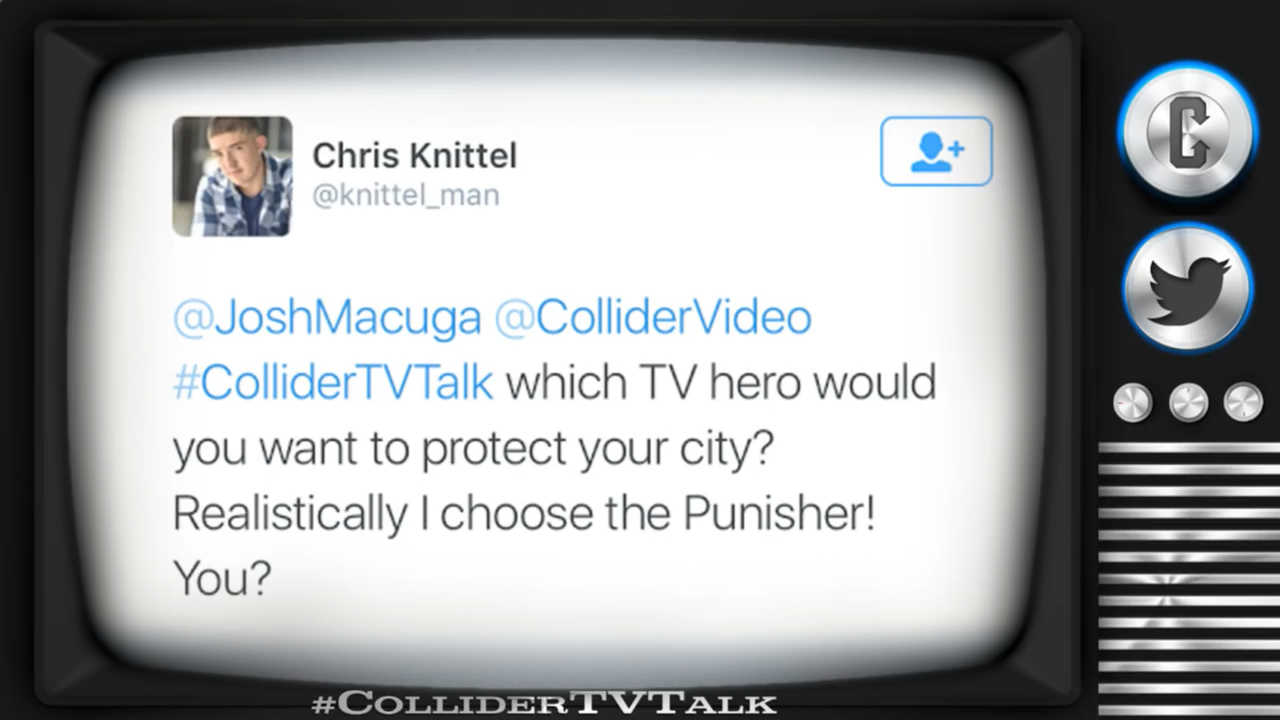 Chris Knittel
@knittel_man
@JoshMacuga @ColliderVideo
#ColliderTVTalk which TV hero would
you want to protect your city?
Realistically I choose the Punisher!
You?
#ColliderTVTalk